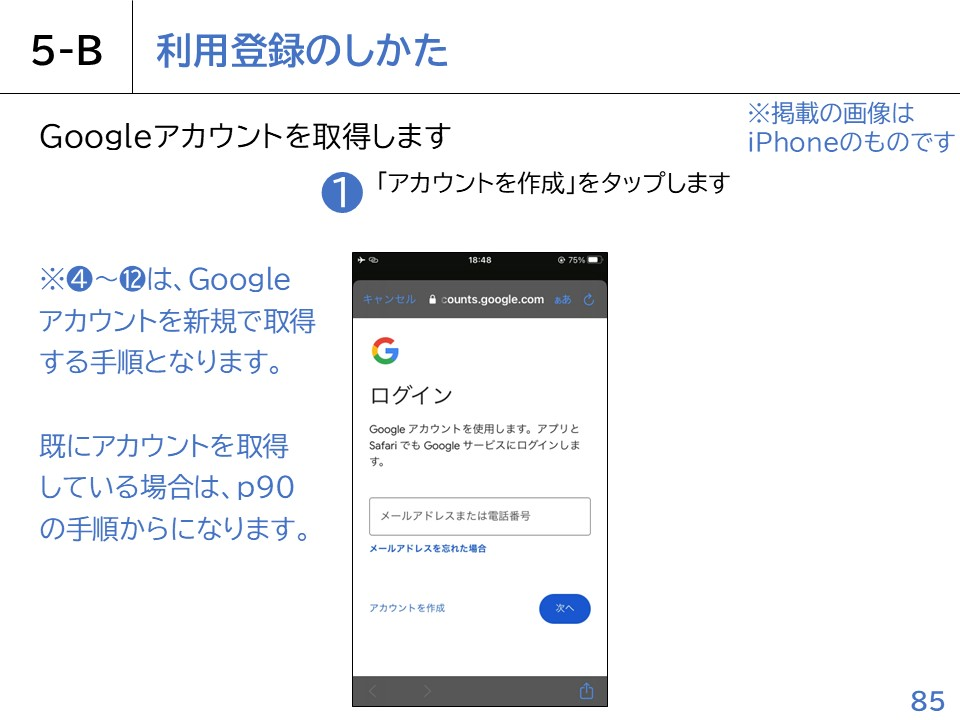 5-B
利用登録のしかた
Googleアカウントを取得します
※掲載の画像は
iPhoneのものです
❶
「アカウントを作成」をタップします
※❹～⓬は、Google
アカウントを新規で取得
する手順となります。
既にアカウントを取得
している場合は、p90
の手順からになります。
18:48
75%
キャンセル
counts.google.com
ぁあ
G
ログイン
Google アカウントを使用します。アプリと
Safari でも Google サービスにログインしま
す。
メールアドレスまたは電話番号
メールアドレスを忘れた場合
アカウントを作成
次へ
85